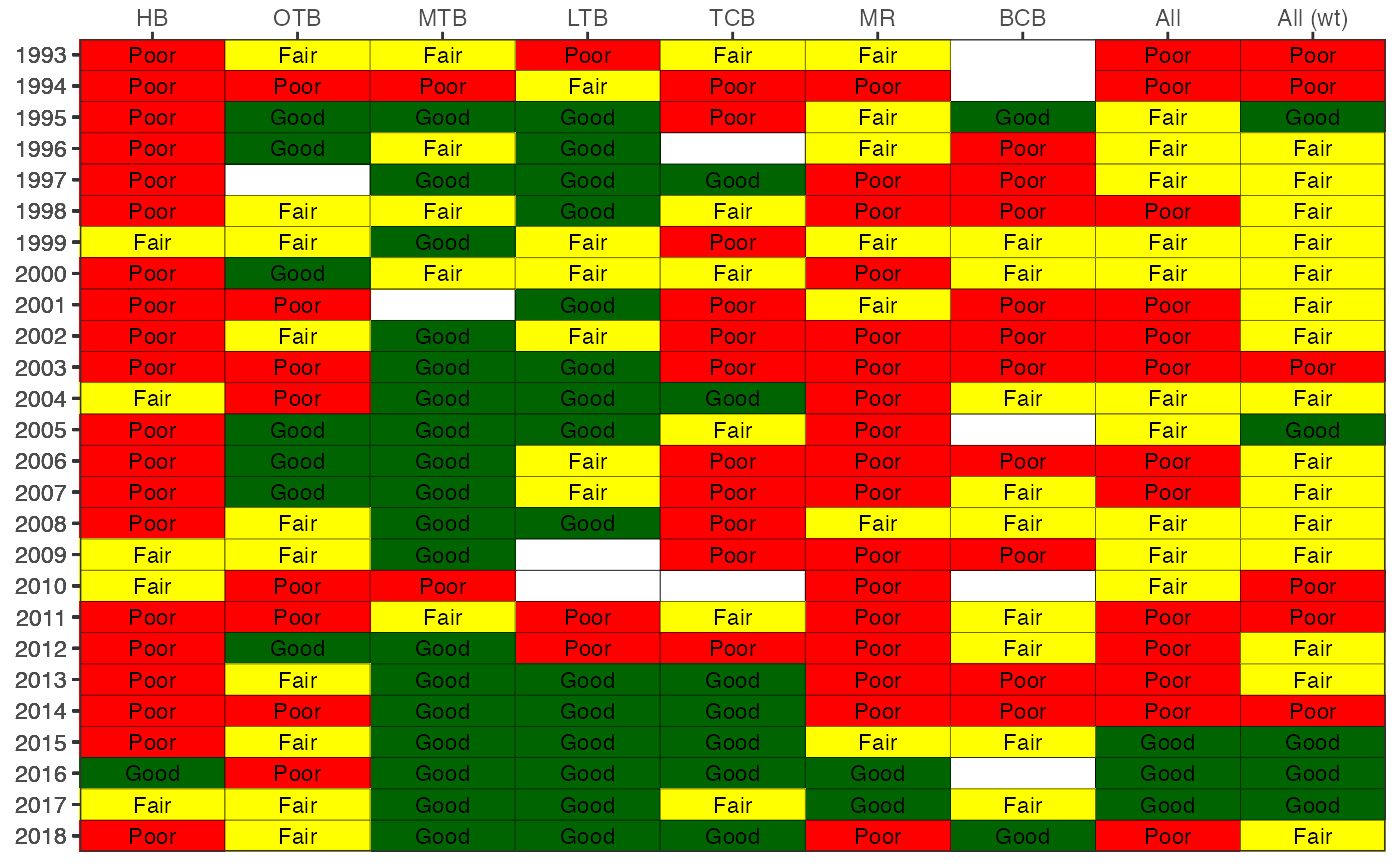 HB OTB MTB LTB TCB MR BCB All All (wt)
1993 Poor Fair Fair Poor Fair Fair Poor Poor
1994 Poor Poor Poor Fair Poor Poor Poor Poor
1995 Poor Good Good Good Poor Fair Good Fair Good
1996 Poor Good Fair Good Fair Poor Fair Fair
1997 Poor Good Good Good Poor Poor Fair Fair
1998 Poor Fair Fair Good Fair Poor Poor Poor Fair
1999 Fair Fair Good Fair Poor Fair Fair Fair Fair
2000 Poor Good Fair Fair Fair Poor Fair Fair Fair
2001 Poor Poor Good Poor Fair Poor Poor Fair
2002 Poor Fair Good Fair Poor Poor Poor Poor Fair
2003 Poor Poor Good Good Poor Poor Poor Poor Poor
2004 Fair Poor Good Good Good Poor Fair Fair Fair
2005 Poor Good Good Good Fair Poor Fair Good
2006 Poor Good Good Fair Poor Poor Poor Poor Fair
2007 Poor Good Good Fair Poor Poor Fair Poor Fair
2008 Poor Fair Good Good Poor Fair Fair Fair Fair
2009 Fair Fair Good Poor Poor Poor Fair Fair
2010 Fair Poor Poor Poor Fair Poor
2011 Poor Poor Fair Poor Fair Poor Fair Poor Poor
2012 Poor Good Good Poor Poor Poor Fair Poor Fair
2013 Poor Fair Good Good Good Poor Poor Poor Fair
2014 Poor Poor Good Good Good Poor Poor Poor Poor
2015 Poor Fair Good Good Good Fair Fair Good Good
2016 Good Poor Good Good Good Good Good Good
2017 Fair Fair Good Good Fair Good Fair Good Good
2018 Poor Fair Good Good Good Poor Good Poor Fair